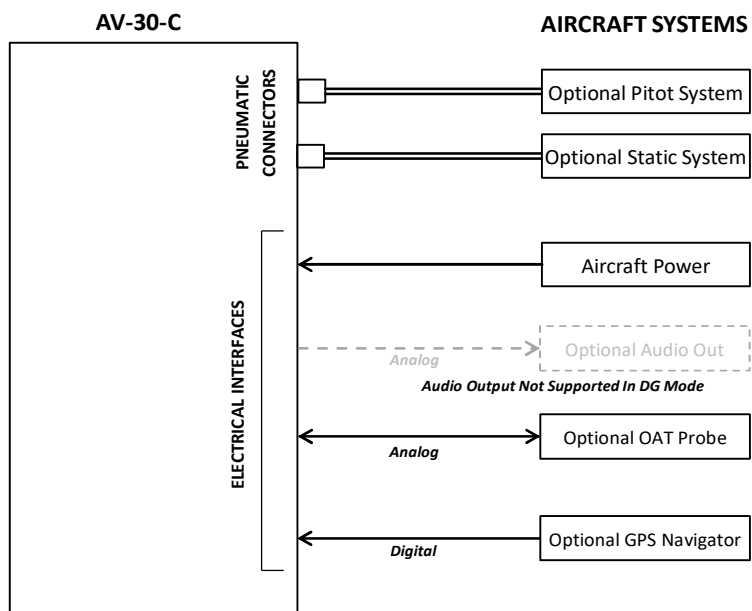 AV-30-C
AIRCRAFT SYSTEMS
PNEUMATIC
CONNECTORS
Optional Pitot System
Optional Static System
ELECTRICAL INTERFACES
Aircraft Power
Analog
Optional Audio Out
Audio Output Not Supported In DG Mode
Analog
Optional OAT Probe
Digital
Optional GPS Navigator